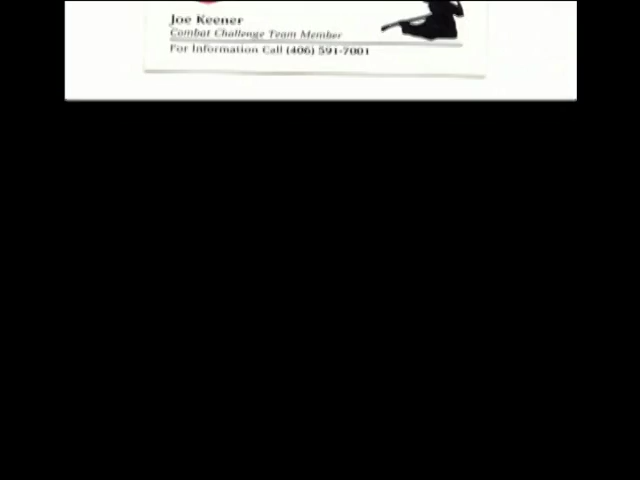 Joe Keener
Combat Challenge Team Member
For Information Call (406) 591-7001